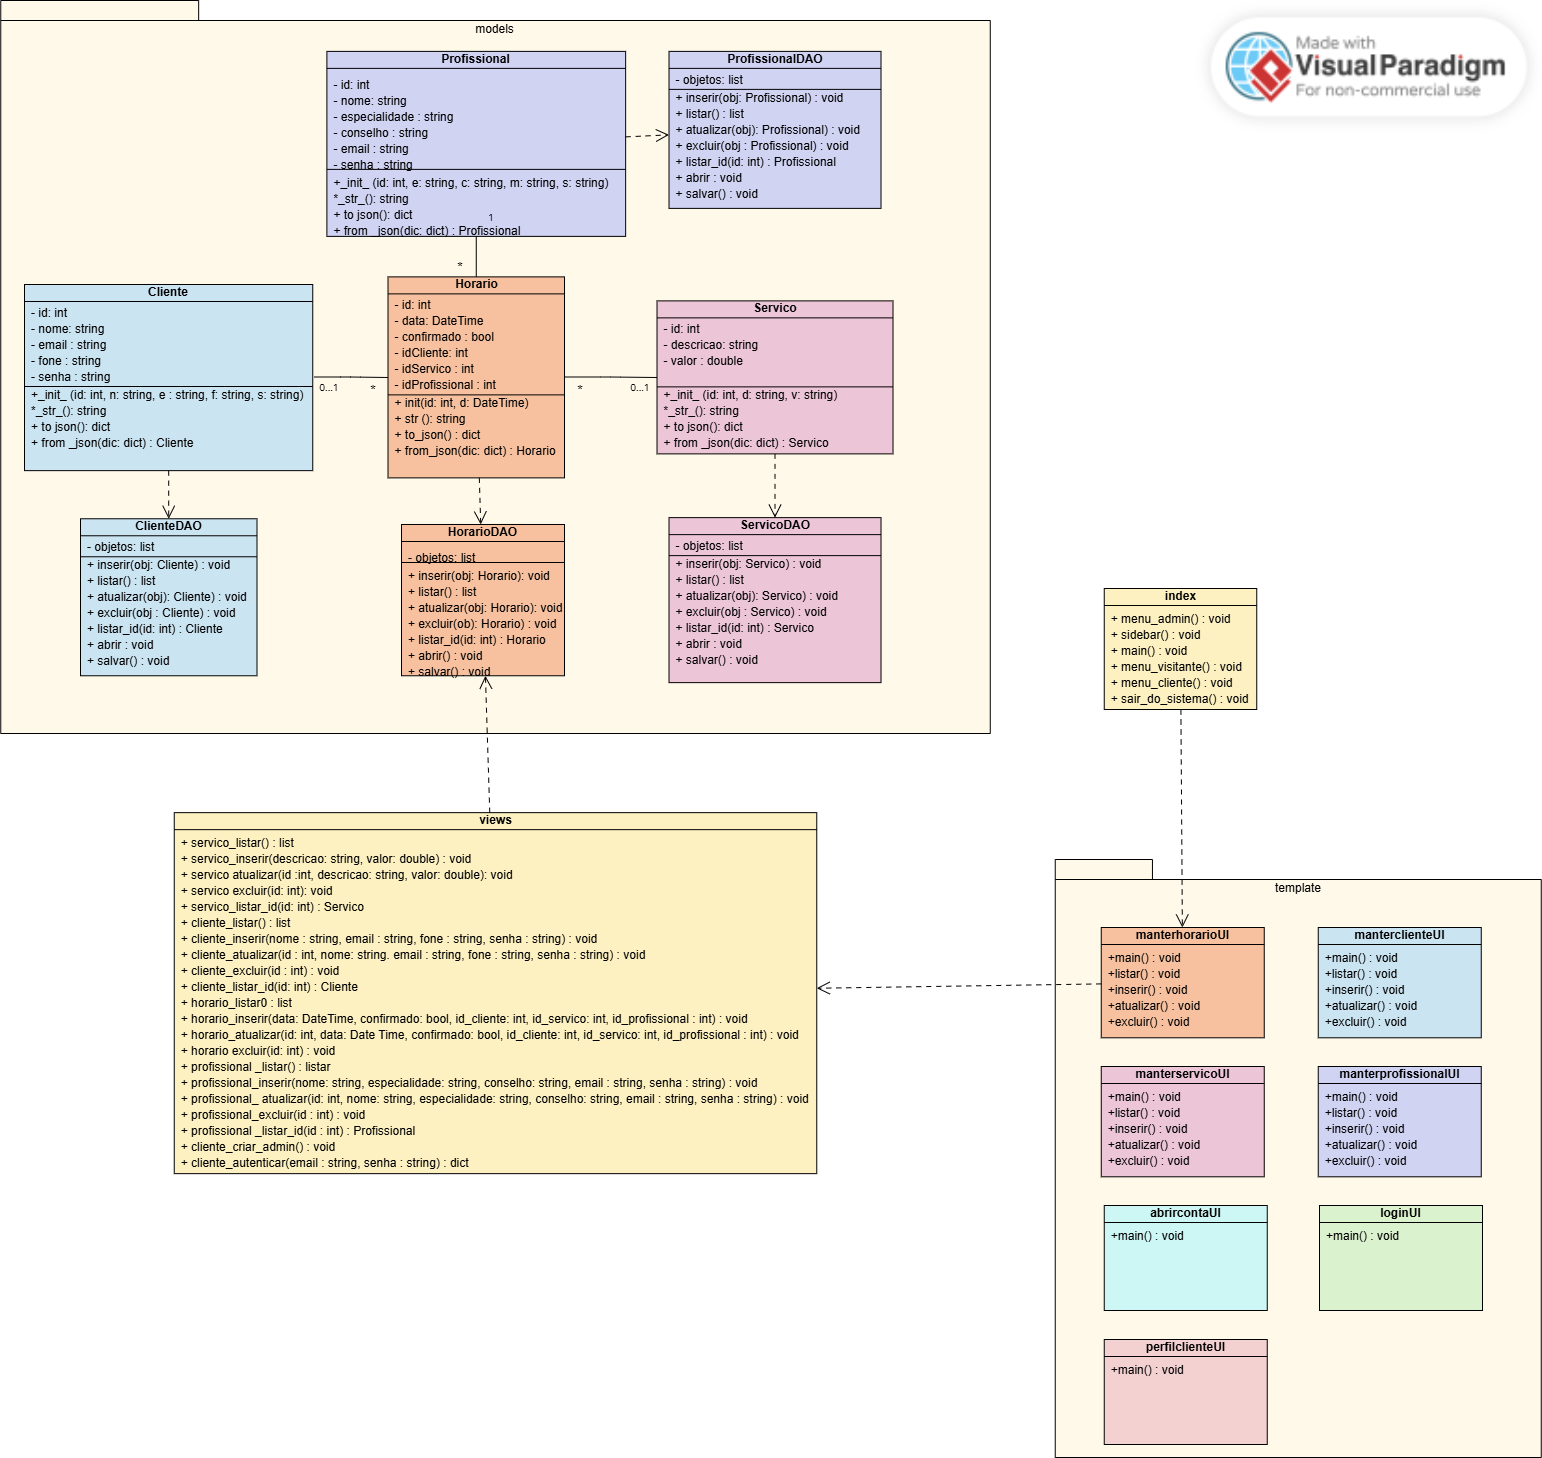 models
Profissional
- id: int
- nome: string
- especialidade : string
- conselho : string
- email : string
- senha : string
+_init_ (id: int, e: string, c: string, m: string, s: string)
*_str_(): string
+ to json(): dict
+ from _json(dic: dict) : Profissional
ProfissionalDAO
- objetos: list
+ inserir(obj: Profissional) : void
+ listar() : list
+ atualizar(obj): Profissional) : void
+ excluir(obj : Profissional) : void
+ listar_id(id: int) : Profissional
+ abrir : void
+ salvar() : void
1
*
Cliente
- id: int
- nome: string
- email : string
- fone : string
- senha : string
+_init_ (id: int, n: string, e : string, f: string, s: string)
*_str_(): string
+ to json(): dict
+ from _json(dic: dict) : Cliente
0...1
*
Horario
- id: int
- data: DateTime
- confirmado : bool
- idCliente: int
- idServico : int
- idProfissional : int
+ init(id: int, d: DateTime)
+ str (): string
+ to_json() : dict
+ from_json(dic: dict) : Horario
*
0...1
Servico
- id: int
- descricao: string
- valor : double
+_init_ (id: int, d: string, v: string)
*_str_(): string
+ to json(): dict
+ from _json(dic: dict) : Servico
ClienteDAO
- objetos: list
+ inserir(obj: Cliente) : void
+ listar() : list
+ atualizar(obj): Cliente) : void
+ excluir(obj : Cliente) : void
+ listar_id(id: int) : Cliente
+ abrir : void
+ salvar() : void
HorarioDAO
- objetos: list
+ inserir(obj: Horario): void
+ listar() : list
+ atualizar(obj: Horario): void
+ excluir(ob): Horario) : void
+ listar_id(id: int) : Horario
+ abrir() : void
+ salvar() : void
ServicoDAO
- objetos: list
+ inserir(obj: Servico) : void
+ listar() : list
+ atualizar(obj): Servico) : void
+ excluir(obj : Servico) : void
+ listar_id(id: int) : Servico
+ abrir : void
+ salvar() : void
Made with
Visual Paradigm
For non-commercial use
index
+ menu_admin() : void
+ sidebar() : void
+ main() : void
+ menu_visitante() : void
+ menu_cliente() : void
+ sair_do_sistema() : void
views
+ servico_listar() : list
+ servico_inserir(descricao: string, valor: double) : void
+ servico atualizar(id :int, descricao: string, valor: double): void
+ servico excluir(id: int): void
+ servico_listar_id(id: int) : Servico
+ cliente_listar() : list
+ cliente_inserir(nome : string, email : string, fone : string, senha : string) : void
+ cliente_atualizar(id : int, nome: string. email : string, fone : string, senha : string) : void
+ cliente_excluir(id : int) : void
+ cliente_listar_id(id: int) : Cliente
+ horario_listar0 : list
+ horario_inserir(data: DateTime, confirmado: bool, id_cliente: int, id_servico: int, id_profissional : int) : void
+ horario_atualizar(id: int, data: Date Time, confirmado: bool, id_cliente: int, id_servico: int, id_profissional : int) : void
+ horario excluir(id: int) : void
+ profissional _listar() : listar
+ profissional_inserir(nome: string, especialidade: string, conselho: string, email : string, senha : string) : void
+ profissional_ atualizar(id: int, nome: string, especialidade: string, conselho: string, email : string, senha : string) : void
+ profissional_excluir(id : int) : void
+ profissional _listar_id(id : int) : Profissional
+ cliente_criar_admin() : void
+ cliente_autenticar(email : string, senha : string) : dict
template
manterhorarioUI
+main() : void
+listar() : void
+inserir() : void
+atualizar() : void
+excluir() : void
manterclienteUI
+main() : void
+listar() : void
+inserir() : void
+atualizar() : void
+excluir() : void
manterservicoUI
+main() : void
+listar() : void
+inserir() : void
+atualizar() : void
+excluir() : void
manterprofissionalUI
+main() : void
+listar() : void
+inserir() : void
+atualizar() : void
+excluir() : void
abrircontaUI
+main() : void
loginUI
+main() : void
perfilclienteUI
+main() : void